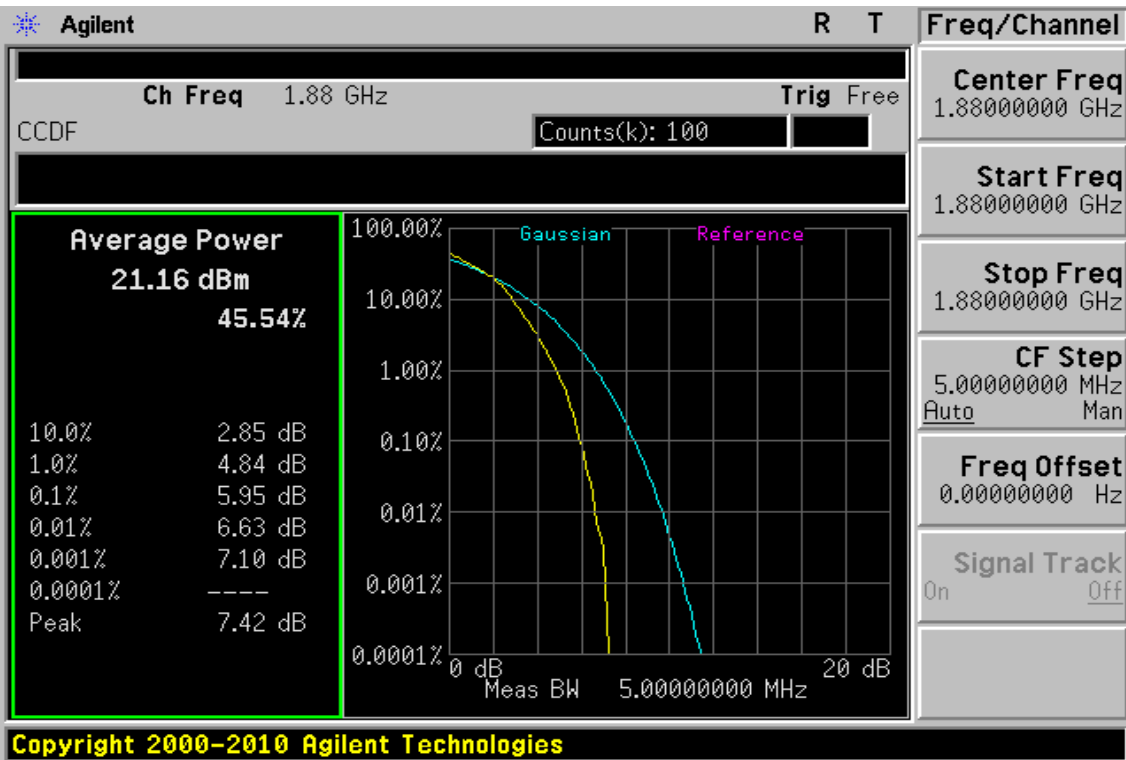 Agilent R T
Ch Freq 1.88 GHz Trig Free
CCDF Counts(k): 100
Average Power
21.16 dBm
45.54%
10.0% 2.85 dB
1.0% 4.84 dB
0.1% 5.95 dB
0.01% 6.63 dB
0.001% 7.10 dB
0.0001% ----
Peak 7.42 dB
Gaussian Reference
100.00%
10.00%
1.00%
0.10%
0.01%
0.001%
0.0001%
0 dB 20 dB
Meas BW 5.00000000 MHz
Freq/Channel
Center Freq
1.88000000 GHz
Start Freq
1.88000000 GHz
Stop Freq
1.88000000 GHz
CF Step
5.00000000 MHz
Auto Man
Freq Offset
0.00000000 Hz
Signal Track
On Off
Copyright 2000-2010 Agilent Technologies